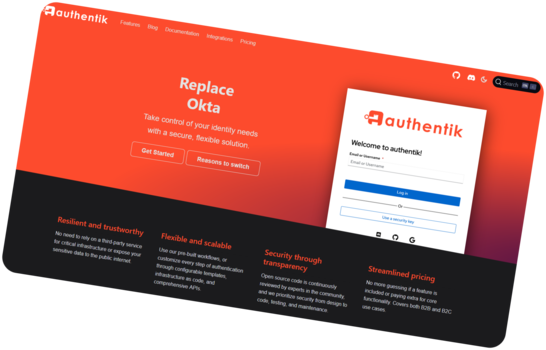 authentik
Features Blog Documentation Integrations Pricing
Search
Replace
Okta
Take control of your identity needs
with a secure, flexible solution.
Get Started Reasons to switch
authentik
Welcome to authentik!
Email or Username *
Email or Username
Log in
Or
Use a security key
Resilient and trustworthy
No need to rely on a third-party service
for critical infrastructure or expose your
sensitive data to the public internet.
Flexible and scalable
Use our pre-built workflows, or
customize every step of authentication
through configurable templates,
infrastructure as code, and
comprehensive APIs.
Security through
transparency
Open source code is continuously
reviewed by experts in the community,
and we prioritize security from design to
code, testing, and maintenance.
Streamlined pricing
No more guessing if a feature is
included or paying extra for core
functionality. Covers both B2B and B2C
use cases.